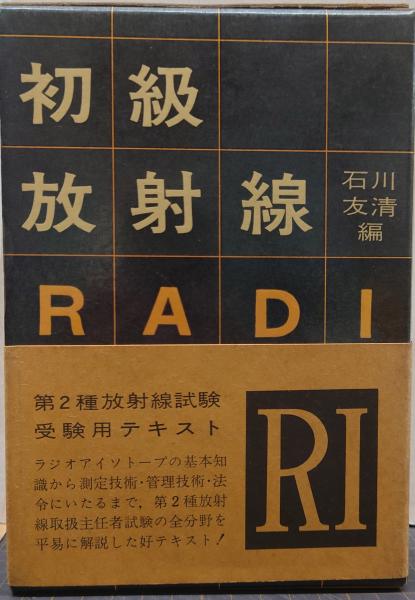 初級
放射線
石川
友清
編
RADI
第2種放射線試験
受験用テキスト
ラジオアイソトープの基本知
識から測定技術・管理技術・法
令にいたるまで，第2種放射
線取扱主任者試験の全分野を
平易に解説した好テキスト!
RI